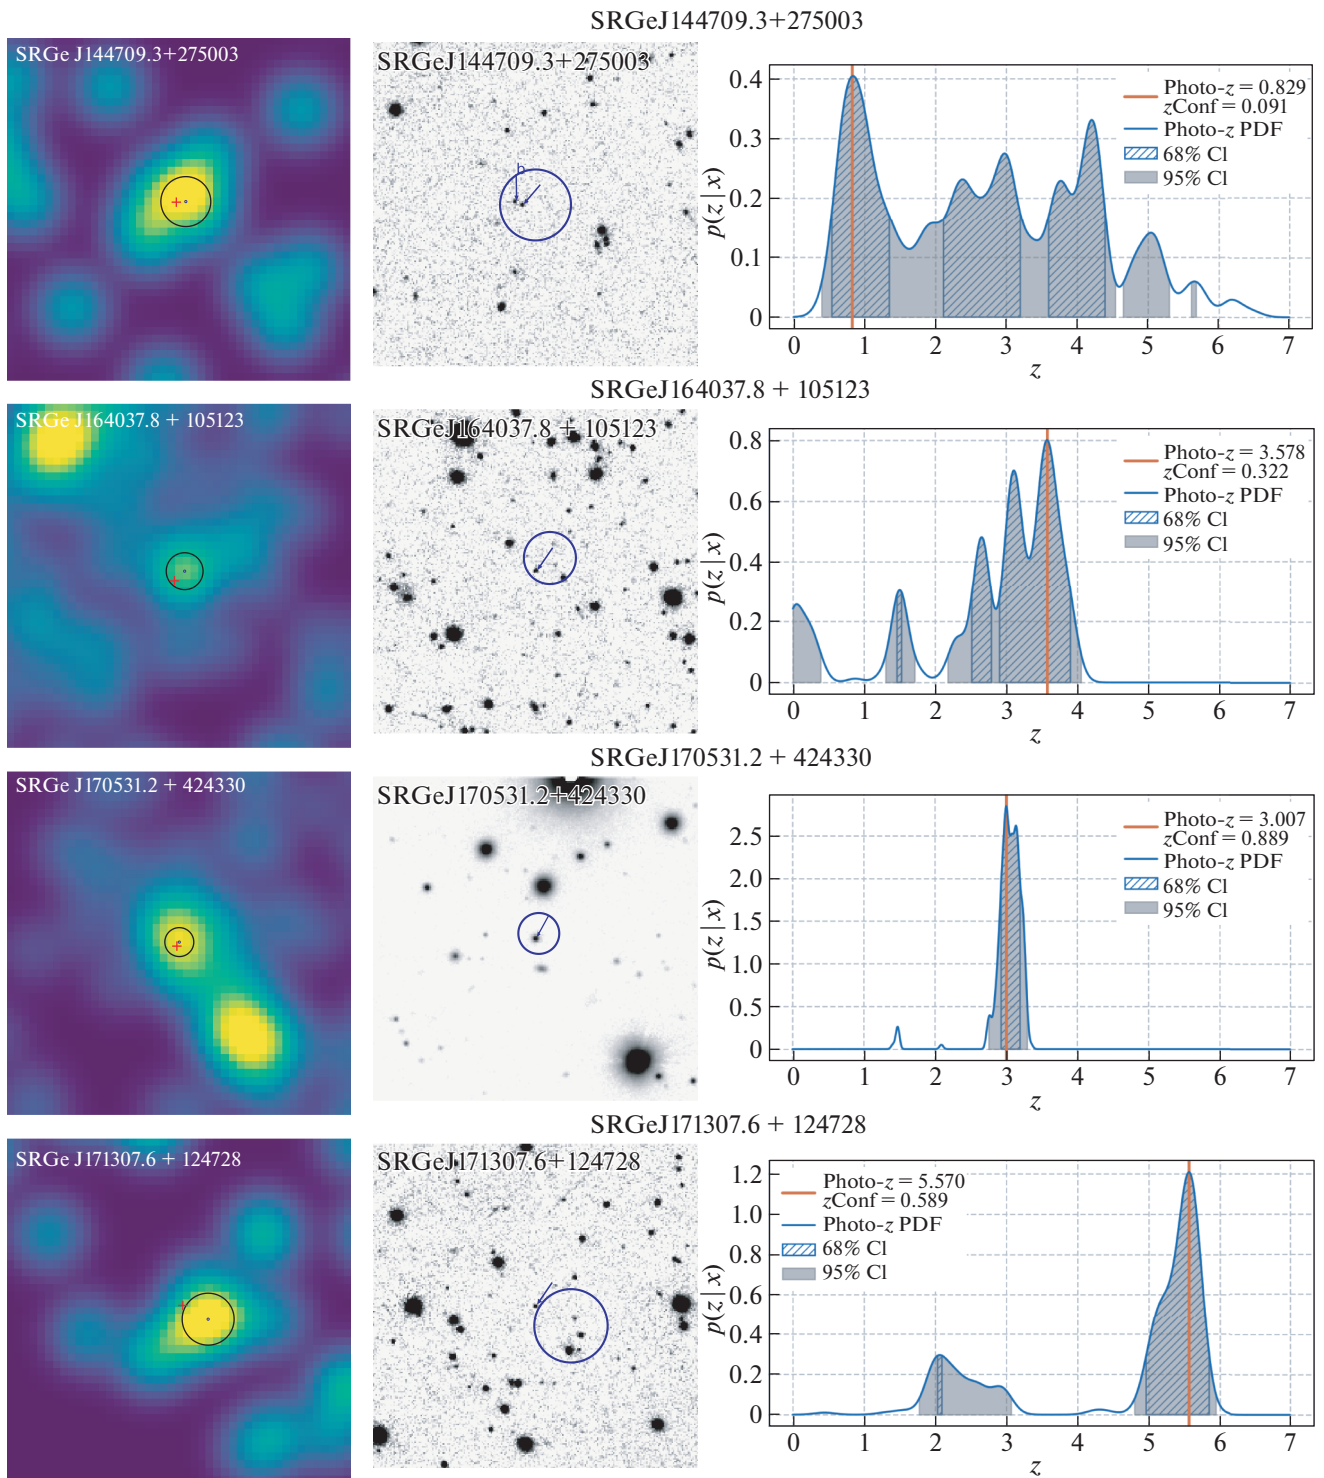 SRGeJ144709.3+275003
SRGe J144709.3+275003
SRGeJ144709.3+275003
b
0.4
0.3
0.2
0.1
0
p(z|x)
Photo-z = 0.829
zConf = 0.091
Photo-z PDF
68% Cl
95% Cl
0 1 2 3 4 5 6 7
z
SRGeJ164037.8 + 105123
SRGe J164037.8 + 105123
SRGeJ164037.8 + 105123
0.8
0.6
0.4
0.2
0
p(z|x)
Photo-z = 3.578
zConf = 0.322
Photo-z PDF
68% Cl
95% Cl
0 1 2 3 4 5 6 7
z
SRGeJ170531.2 + 424330
SRGe J170531.2 + 424330
SRGeJ170531.2+424330
2.5
2.0
1.5
1.0
0.5
0
p(z|x)
Photo-z = 3.007
zConf = 0.889
Photo-z PDF
68% Cl
95% Cl
0 1 2 3 4 5 6 7
z
SRGeJ171307.6 + 124728
SRGe J171307.6 + 124728
SRGeJ171307.6+124728
1.2
1.0
0.8
0.6
0.4
0.2
0
p(z|x)
Photo-z = 5.570
zConf = 0.589
Photo-z PDF
68% Cl
95% Cl
0 1 2 3 4 5 6 7
z